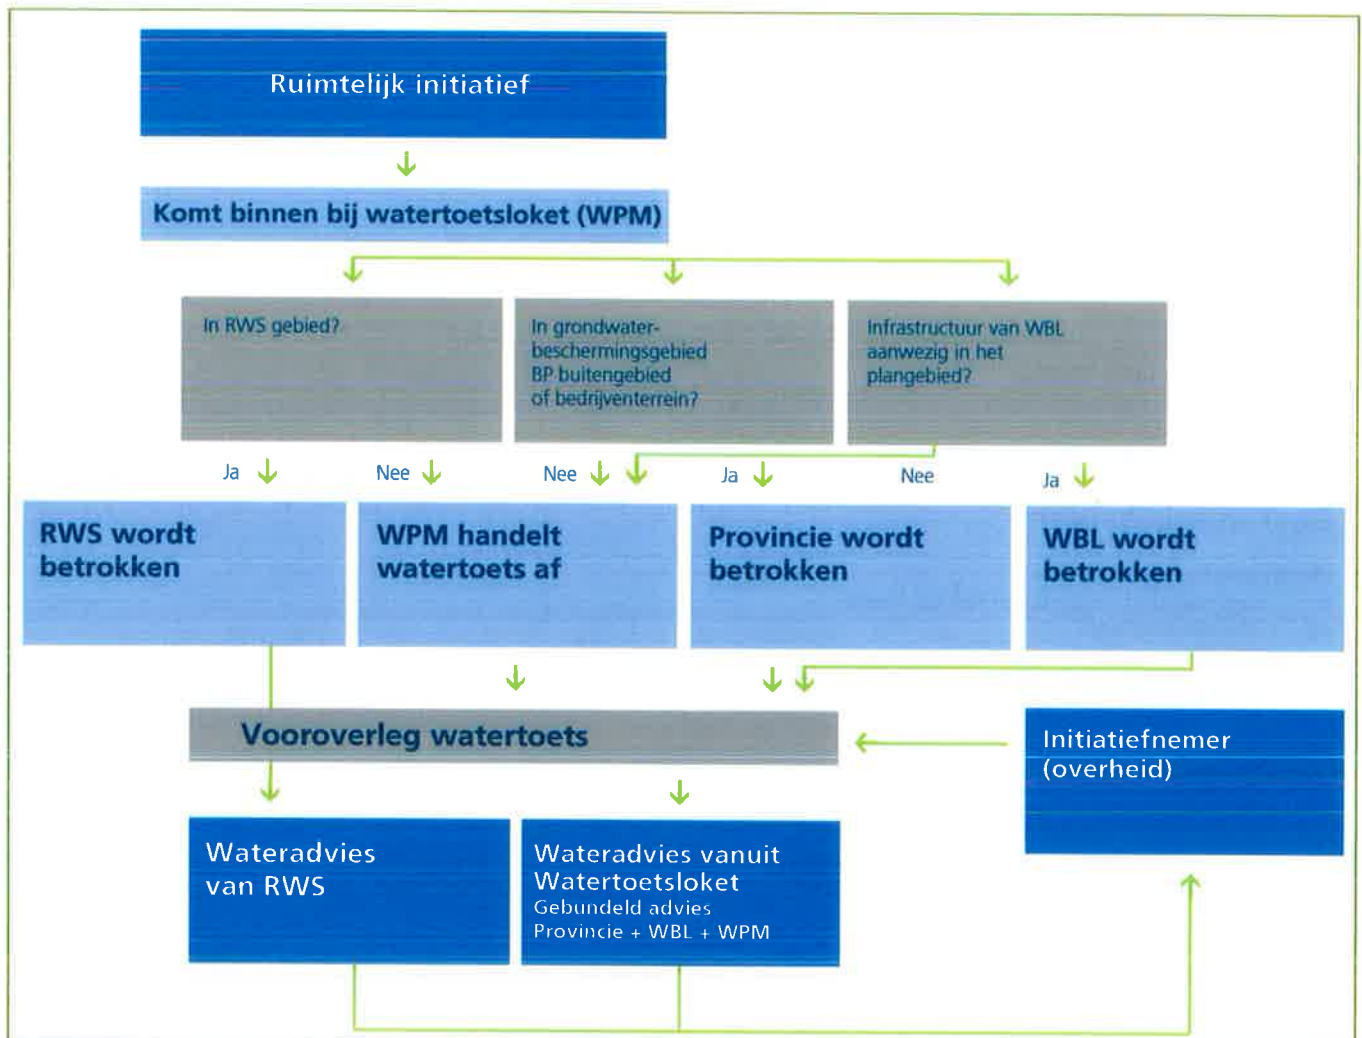 Ruimtelijk initiatief
Komt binnen bij watertoetsloket (WPM)
In RWS gebied?
In grondwater-
beschermingsgebied
BP buitengebied
of bedrijventerrein?
Infrastructuur van WBL
aanwezig in het
plangebied?
Ja
Nee
Nee
Ja
Nee
Ja
RWS wordt
betrokken
WPM handelt
watertoets af
Provincie wordt
betrokken
WBL wordt
betrokken
Vooroverleg watertoets
Initiatiefnemer
(overheid)
Wateradvies
van RWS
Wateradvies vanuit
Watertoetsloket
Gebundeld advies
Provincie + WBL + WPM